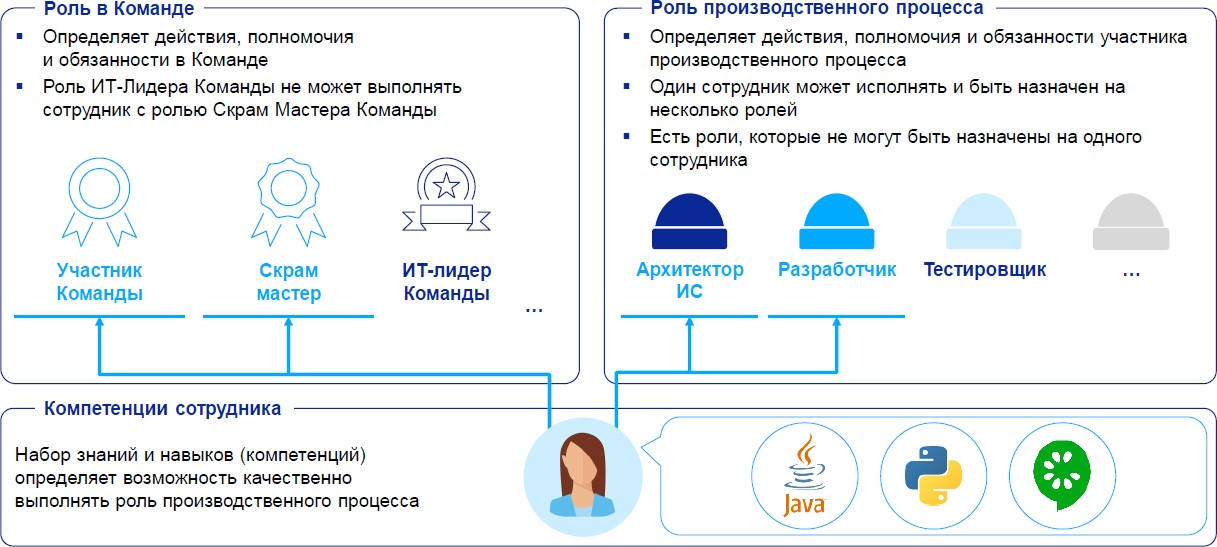 Роль в Команде
Определяет действия, полномочия
и обязанности в Команде
Роль ИТ-Лидера Команды не может выполнять
сотрудник с ролью Скрам Мастера Команды
Участник
Команды
Скрам
мастер
ИТ-лидер
Команды
...
Роль производственного процесса
Определяет действия, полномочия и обязанности участника
производственного процесса
Один сотрудник может исполнять и быть назначен на
несколько ролей
Есть роли, которые не могут быть назначены на одного
сотрудника
Архитектор
ИС
Разработчик
Тестировщик
...
Компетенции сотрудника
Набор знаний и навыков (компетенций)
определяет возможность качественно
выполнять роль производственного процесса
Java